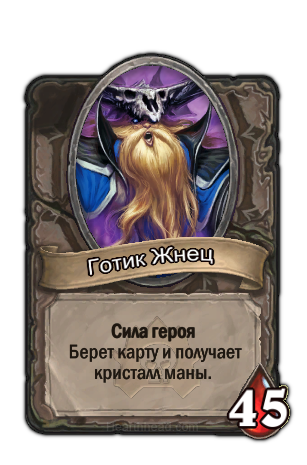 Готик Жнец
Сила героя
Берет карту и получает
кристалл маны.
45